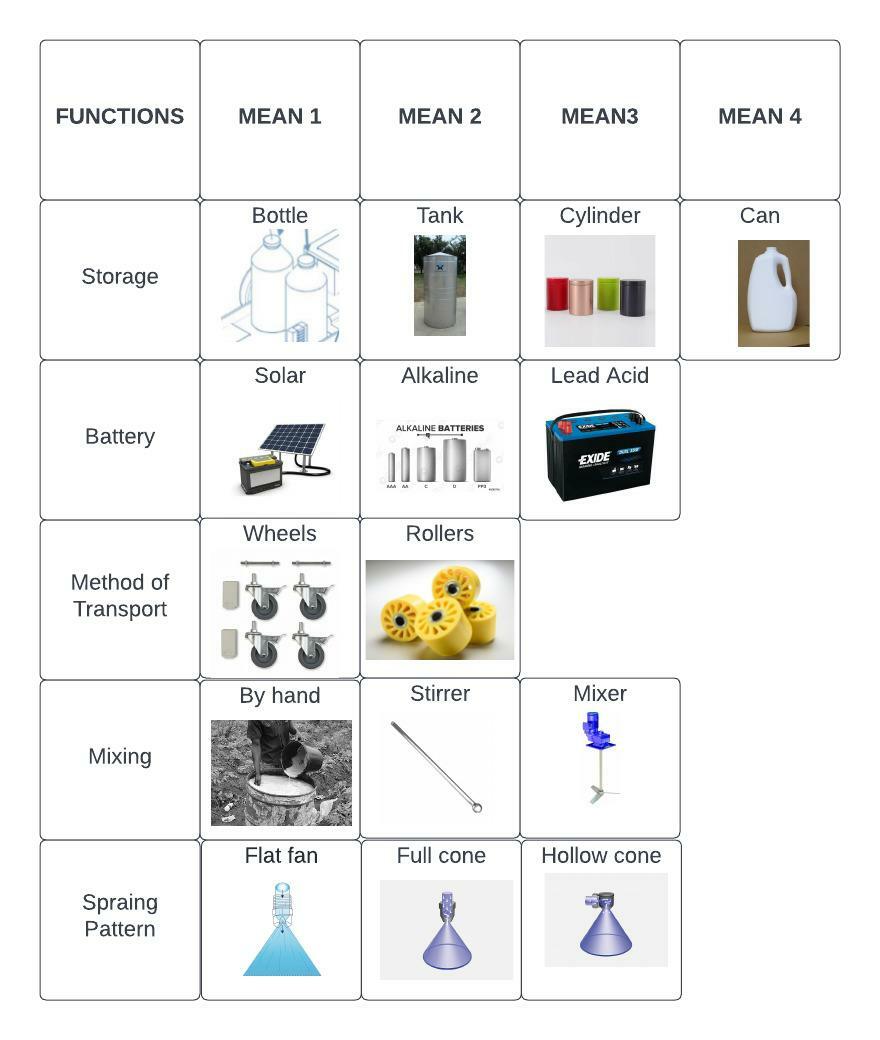 FUNCTIONS MEAN 1 MEAN 2 MEAN3 MEAN 4
Storage
Bottle Tank Cylinder Can
Battery
Solar Alkaline Lead Acid
ALKALINE BATTERIES
AAA AA C D PP3
EXIDE
Method of
Transport
Wheels Rollers
Mixing
By hand Stirrer Mixer
Spraing
Pattern
Flat fan Full cone Hollow cone